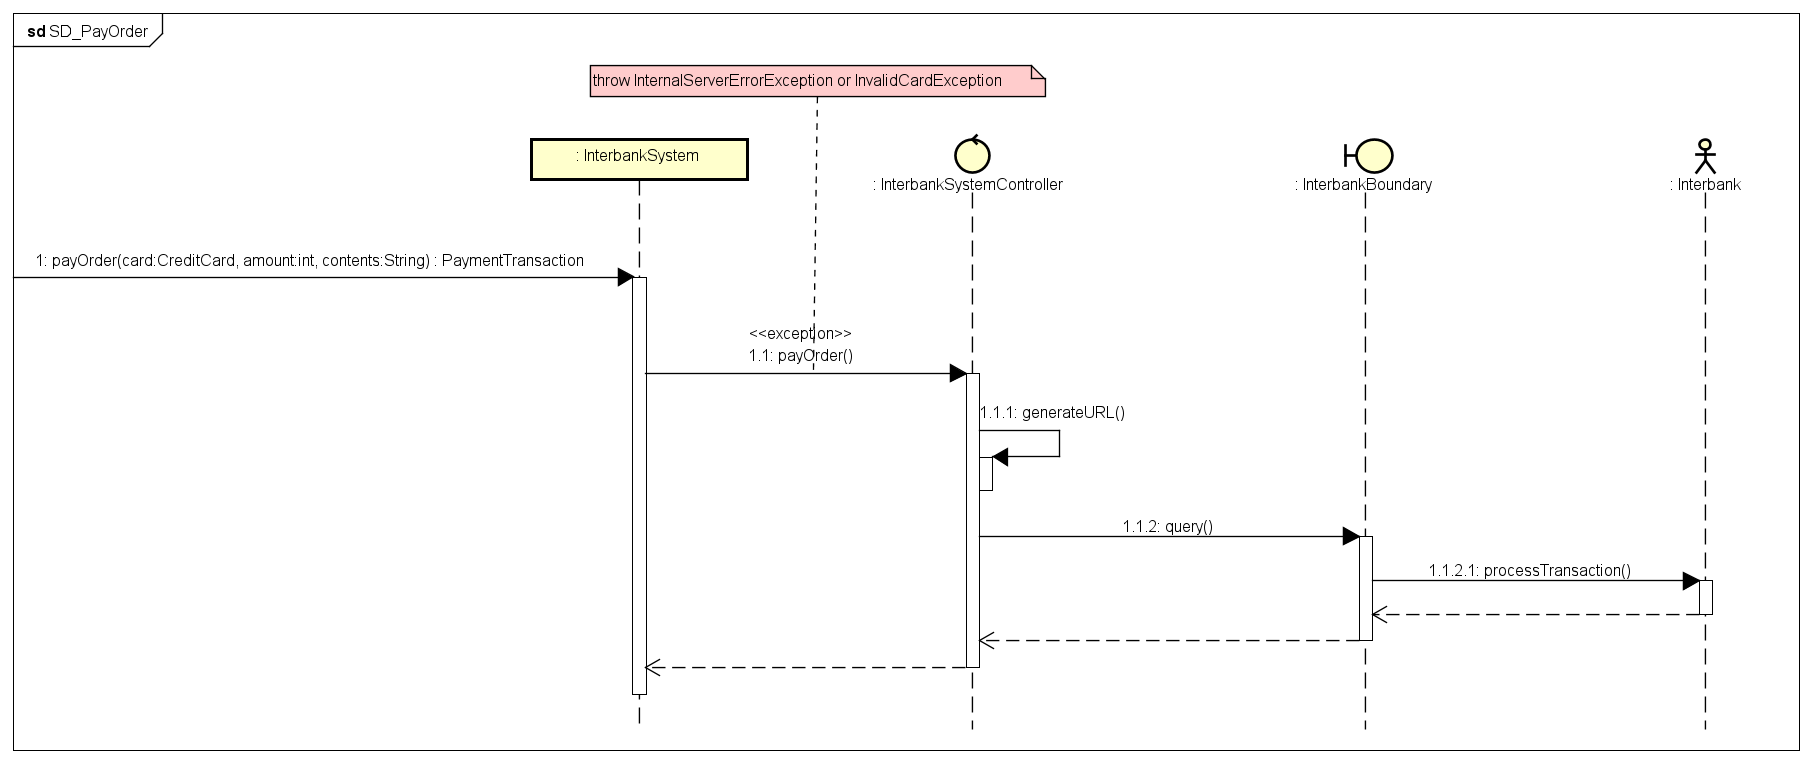 sd SD_PayOrder
throw InternalServerErrorException or InvalidCardException
: InterbankSystem
: InterbankSystemController
: InterbankBoundary
: Interbank
1: payOrder(card:CreditCard, amount:int, contents:String) : PaymentTransaction
<<exception>>
1.1: payOrder()
1.1.1: generateURL()
1.1.2: query()
1.1.2.1: processTransaction()